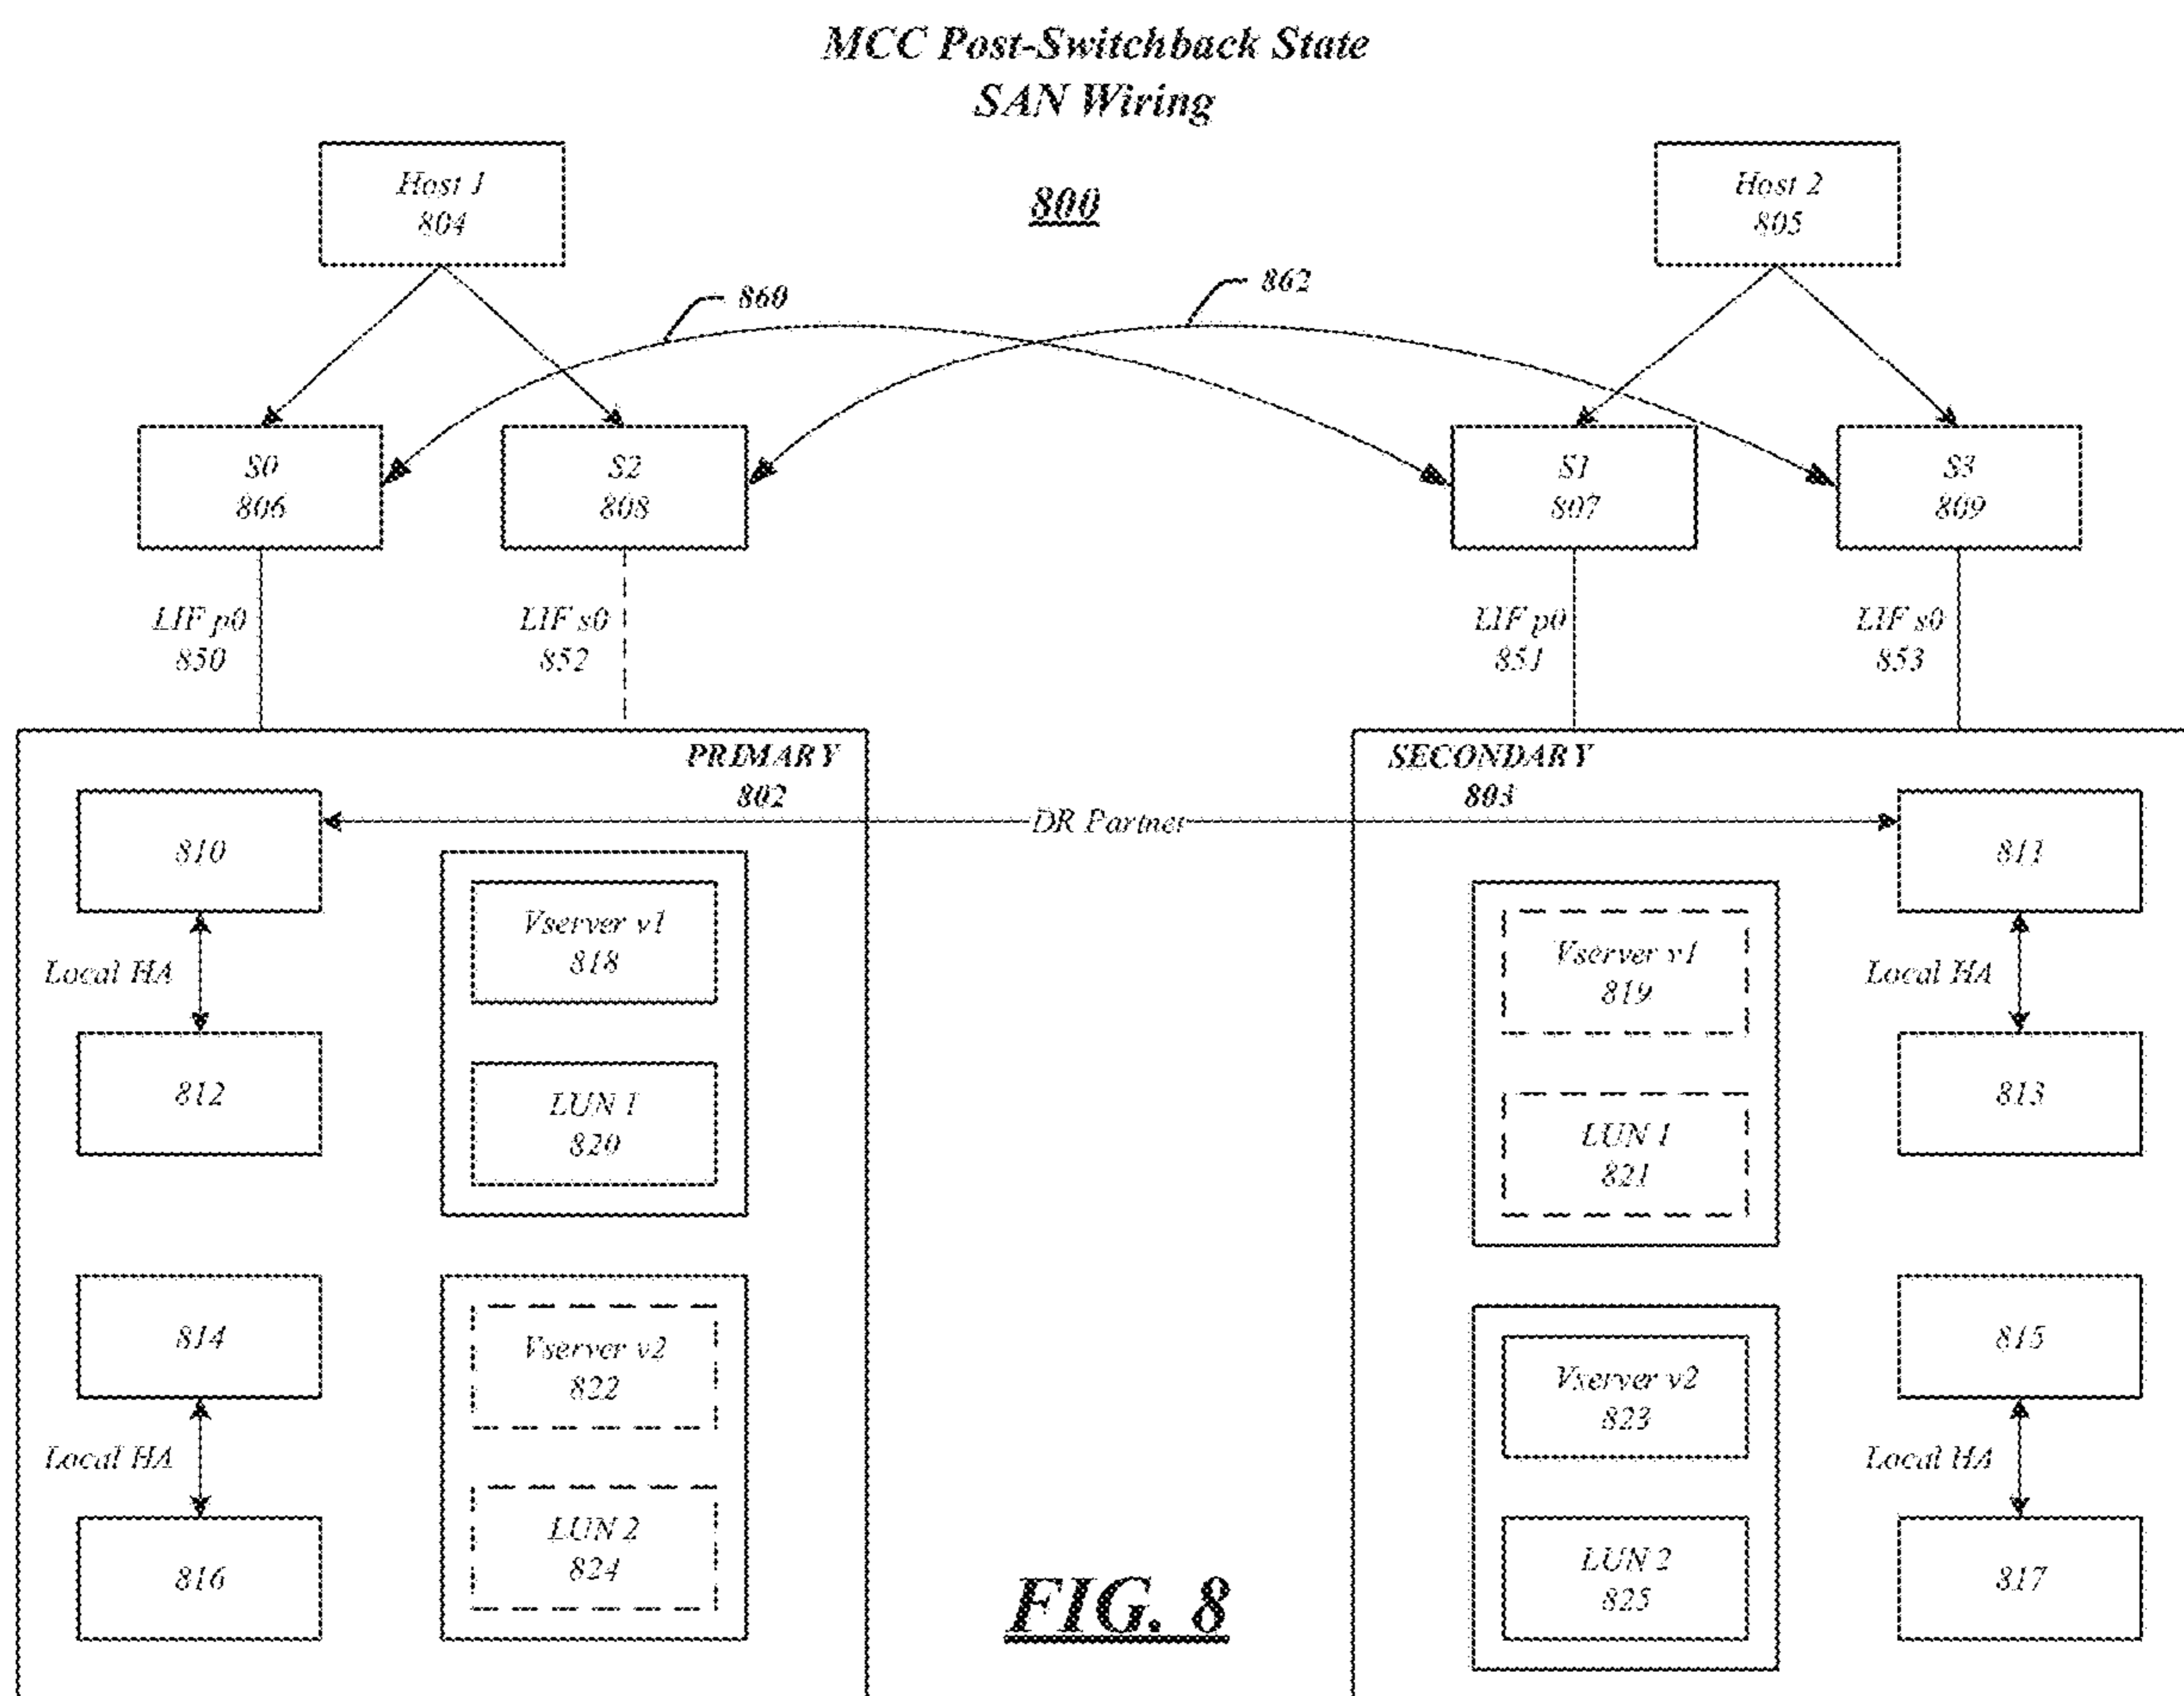 MCC Post-Switchback State
SAN Wiring
800
Host 1
804
Host 2
805
860
862
S0
806
S2
808
S1
807
S3
809
LIF p0
850
LIF s0
852
LIF p0
851
LIF s0
853
PRIMARY
802
SECONDARY
803
DR Partner
810
Local HA
812
814
Local HA
816
Vserver v1
818
LUN 1
820
Vserver v2
822
LUN 2
824
Vserver v1
819
LUN 1
821
Vserver v2
823
LUN 2
825
811
Local HA
813
815
Local HA
817
FIG. 8